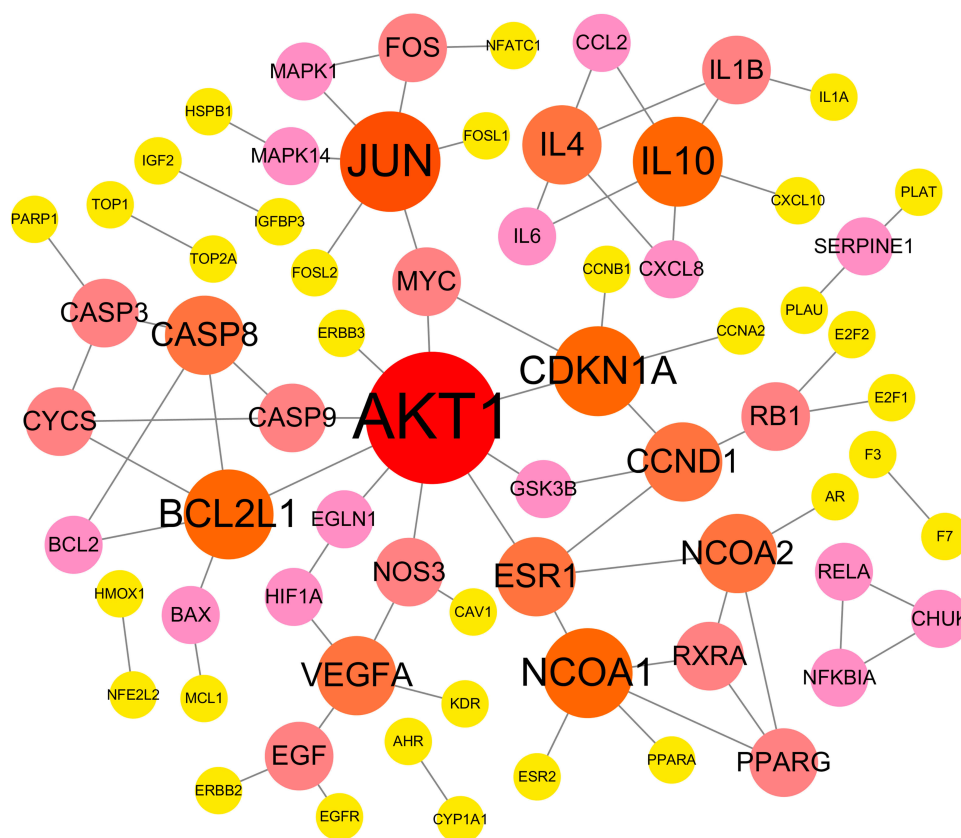 CCL2
FOS
NFATC1
MAPK1
IL1B
IL1A
HSPB1
FOSL1
MAPK14
JUN
IL4
IL10
IGF2
PLAT
CXCL10
TOP1
IGFBP3
PARP1
IL6
SERPINE1
TOP2A
FOSL2
CXCL8
CCNB1
MYC
PLAU
CASP3
CASP8
ERBB3
CCNA2
E2F2
CDKN1A
E2F1
AKT1
RB1
CYCS
CASP9
F3
CCND1
GSK3B
AR
BCL2L1
EGLN1
F7
BCL2
NCOA2
NOS3
ESR1
RELA
HMOX1
HIF1A
CAV1
BAX
CHUK
RXRA
VEGFA
NCOA1
NFKBIA
NFE2L2
MCL1
KDR
AHR
EGF
PPARA
PPARG
ESR2
ERBB2
EGFR
CYP1A1